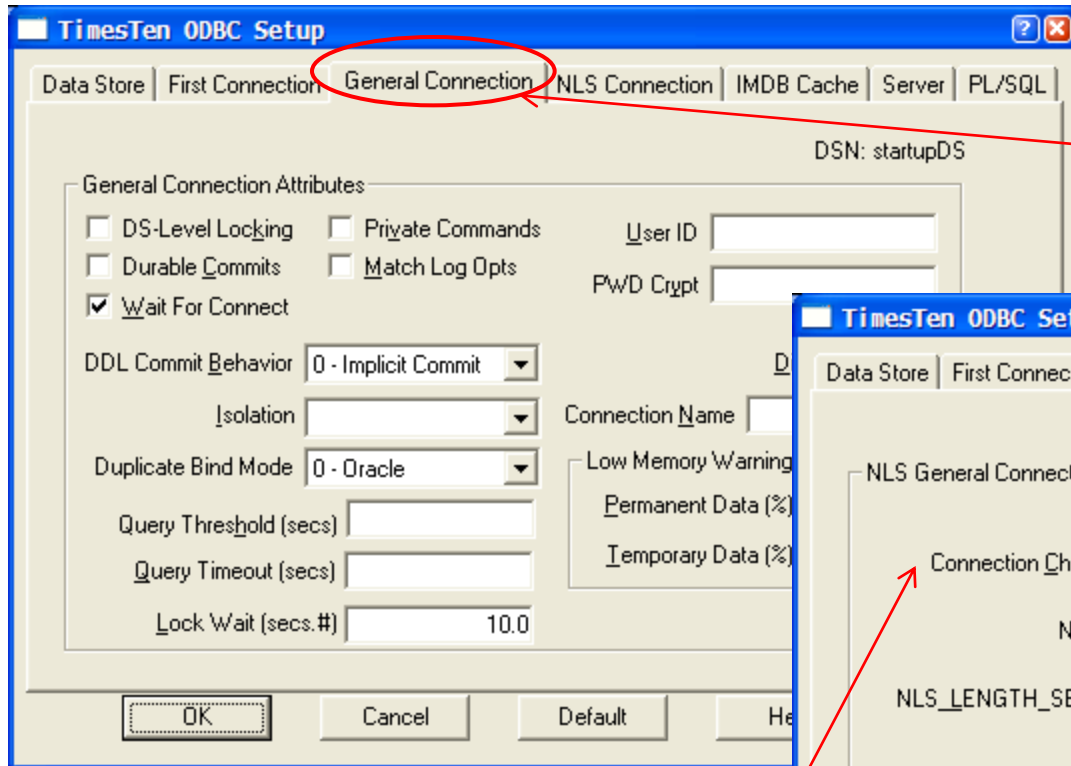 TimesTen ODBC Setup
Data Store First Connection General Connection NLS Connection IMDB Cache Server PL/SQL
DSN: startupDS
General Connection Attributes
DS-Level Locking Private Commands User ID
Durable Commits Match Log Opts PWD Crypt
Wait For Connect
DDL Commit Behavior 0 - Implicit Commit
Isolation Connection Name
Duplicate Bind Mode 0 - Oracle Low Memory Warning
Query Threshold (secs) Permanent Data (%)
Query Timeout (secs) Temporary Data (%)
Lock Wait (secs.#) 10.0
OK Cancel Default He
TimesTen ODBC Set
Data Store First Connec
NLS General Connect
Connection Ch
N
NLS_LENGTH_SE